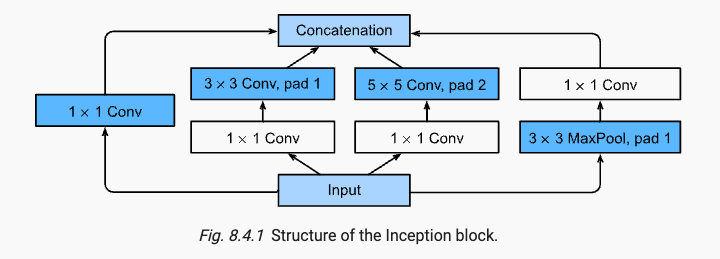 Concatenation
3 × 3 Conv, pad 1
5 × 5 Conv, pad 2
1 × 1 Conv
1 × 1 Conv
1 × 1 Conv
1 × 1 Conv
3 × 3 MaxPool, pad 1
Input
Fig. 8.4.1 Structure of the Inception block.